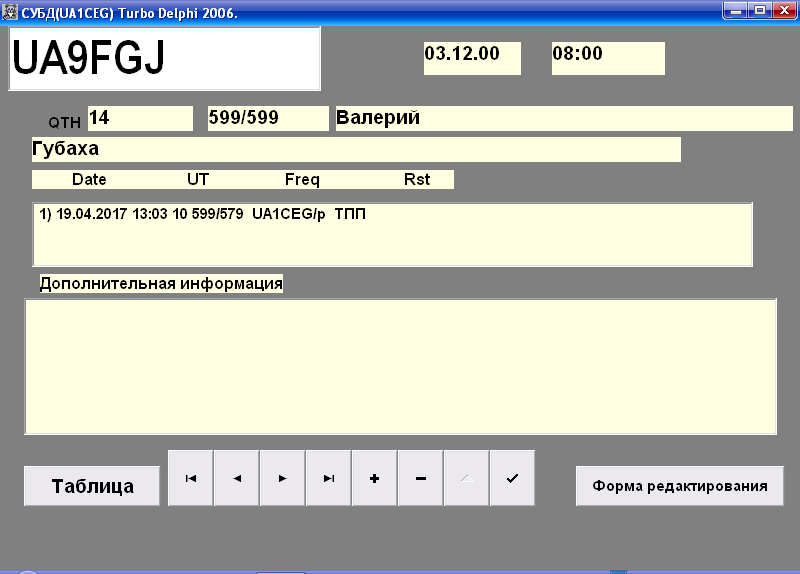 СУБД(UA1CEG) Turbo Delphi 2006.
UA9FGJ 03.12.00 08:00
QTH 14 599/599 Валерий
Губаха
Date UT Freq Rst
1) 19.04.2017 13:03 10 599/579 UA1CEG/p ТПП
Дополнительная информация
Таблица Форма редактирования